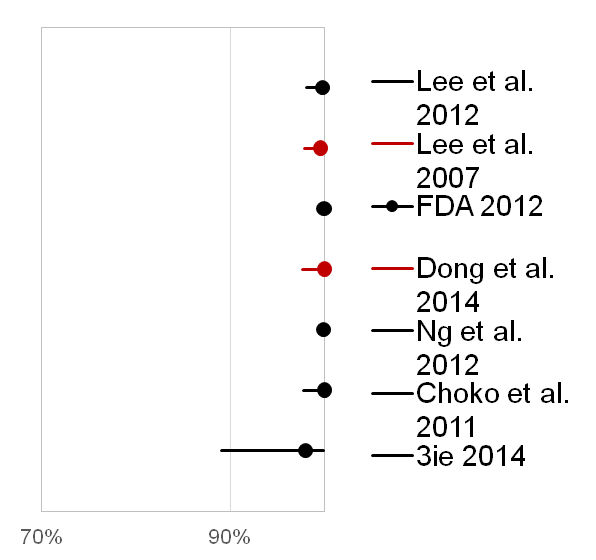 Lee et al.
2012
Lee et al.
2007
FDA 2012
Dong et al.
2014
Ng et al.
2012
Choko et al.
2011
3ie 2014
70%
90%